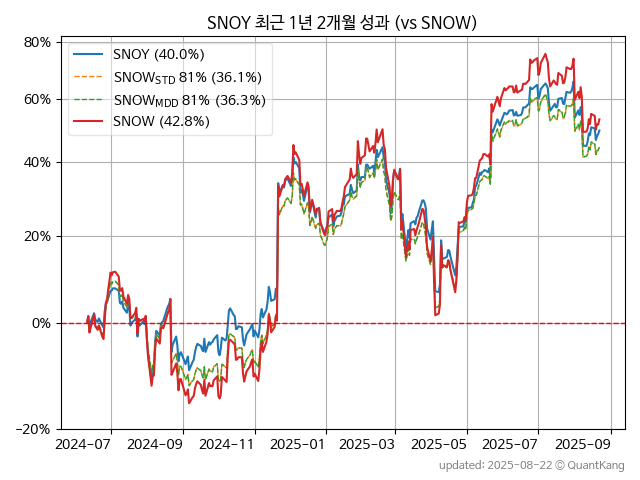 SNOY 최근 1년 2개월 성과 (vs SNOW)
80%
60%
40%
20%
0%
−20%
SNOY (40.0%)
SNOW_STD 81% (36.1%)
SNOW_MDD 81% (36.3%)
SNOW (42.8%)
2024-07 2024-09 2024-11 2025-01 2025-03 2025-05 2025-07 2025-09
updated: 2025-08-22 © QuantKang